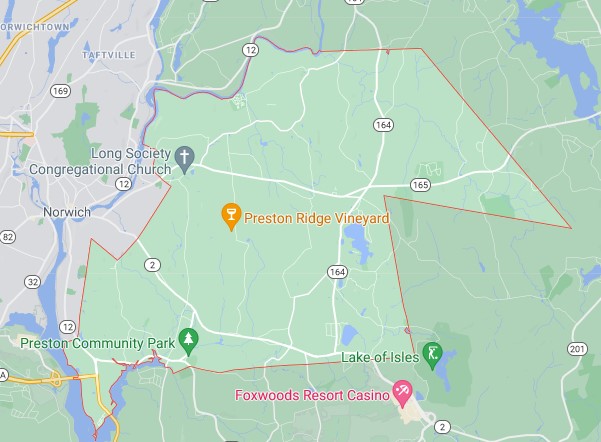 ORWICHTOWN
12
TAFTVILLE
169
164
Long Society
Congregational Church
12
165
Norwich
Preston Ridge Vineyard
82
2
164
32
12
Preston Community Park
201
Lake of Isles
A
Foxwoods Resort Casino
2